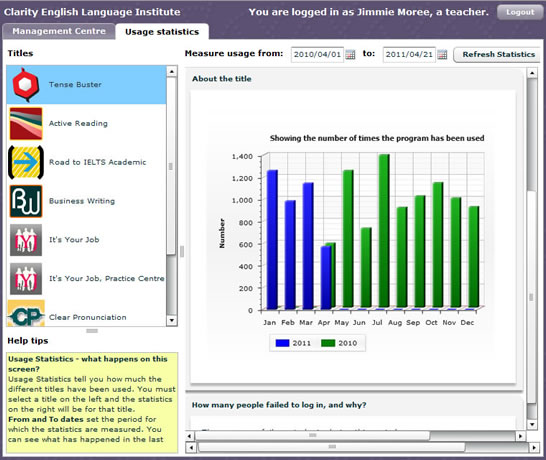 Clarity English Language Institute
You are logged in as Jimmie Moree, a teacher.
Logout
Management Centre
Usage statistics
Titles
Measure usage from:
2010/04/01
to:
2011/04/21
Refresh Statistics
Tense Buster
Active Reading
Road to IELTS Academic
BW
Business Writing
It's Your Job
It's Your Job, Practice Centre
CP
Clear Pronunciation
Help tips
Usage Statistics - what happens on this
screen?
Usage Statistics tell you how much the
different titles have been used. You must
select a title on the left and the statistics
on the right will be for that title.
From and To dates set the period for
which the statistics are measured. You can
see what has happened in the last
About the title
Showing the number of times the program has been used
1,400
1,200
1,000
800
600
400
200
0
Number
Jan Feb Mar Apr May Jun Jul Aug Sep Oct Nov Dec
2011
2010
How many people failed to log in, and why?